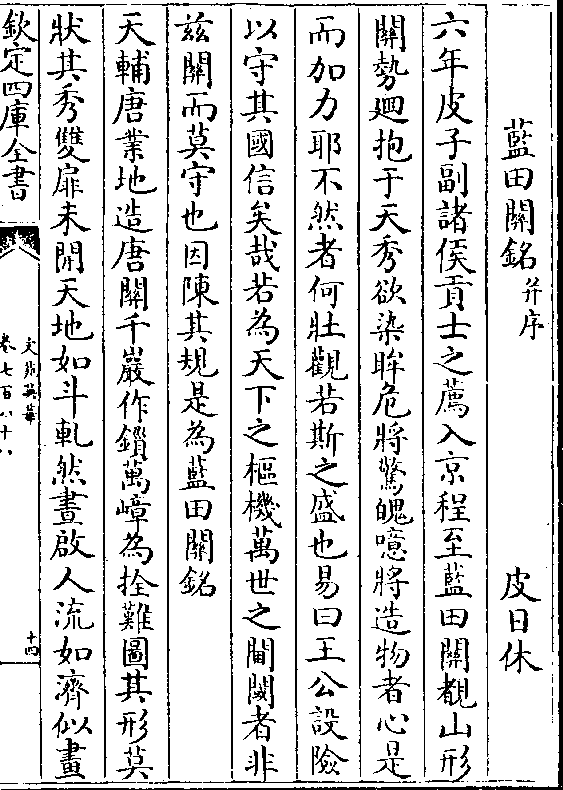 藍田關銘并序 皮日休
六年皮子副諸侯貢士之薦入京程至藍田關覩山形
關勢廻抱于天秀欲染眸危將驚魄噫將造物者心是
而加力耶不然者何壯觀若斯之盛也易曰王公設險
以守其國信矣哉若為天下之樞機萬世之閫閾者非
兹關而莫守也因陳其規是為藍田關銘
天輔唐業地造唐關千巖作鎖萬嶂為拴難圖其形莫
狀其秀雙扉未開天地如斗軋然晝啟人流如濟似畫
欽定四庫全書
文苑英華
卷七百八十八
十四